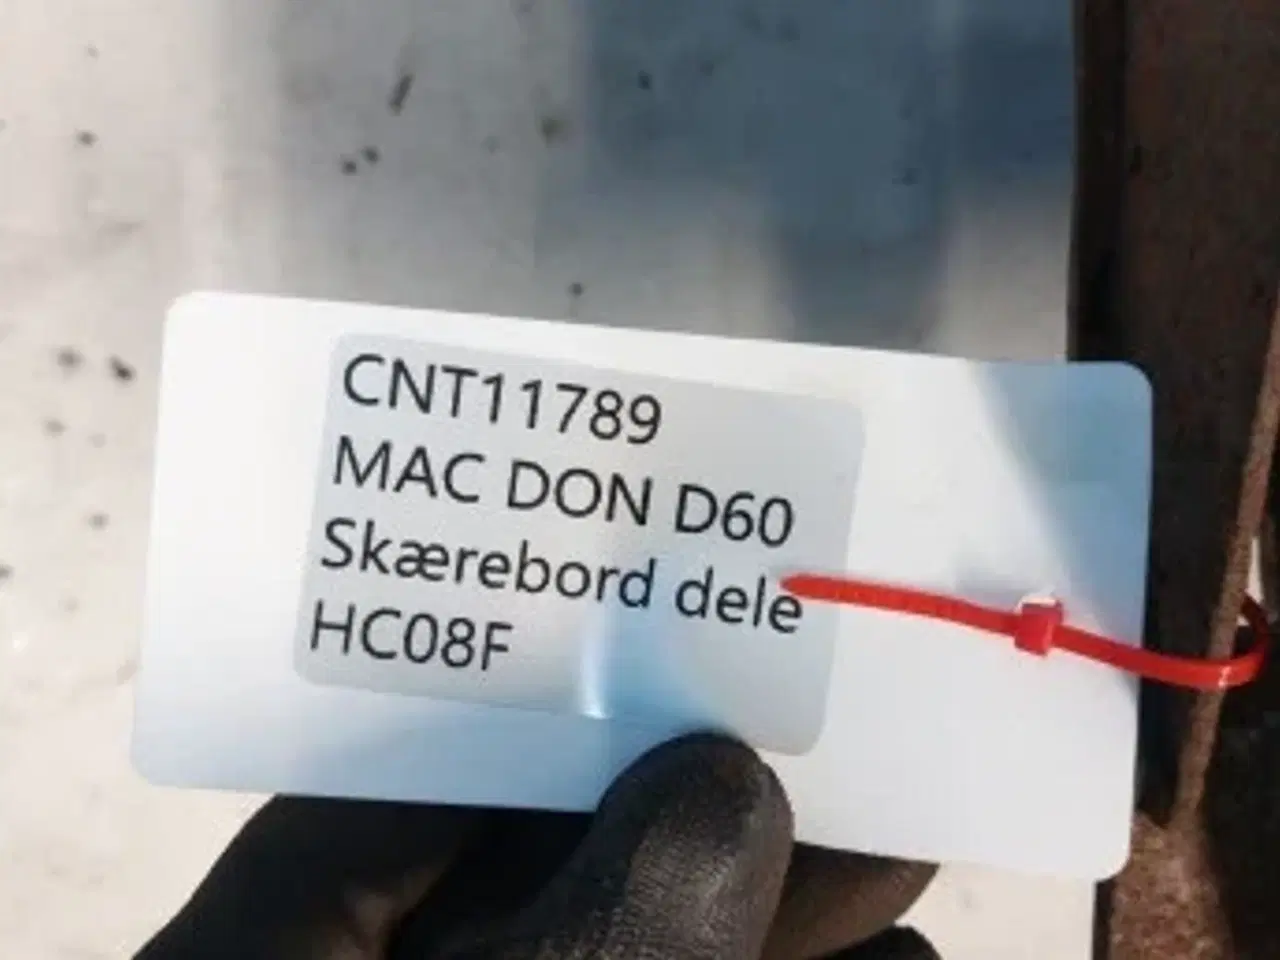 CNT11789
MAC DON D60
Skærebord dele
HC08F